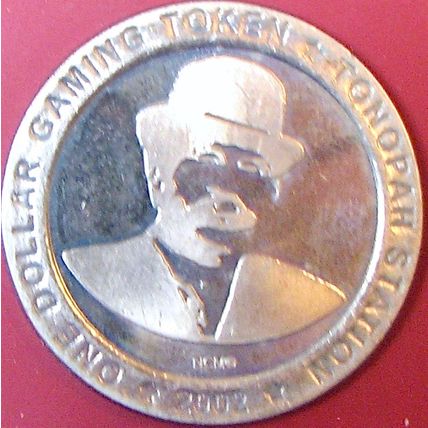 ONE DOLLAR GAMING TOKEN
TONOPAH STATION
2002